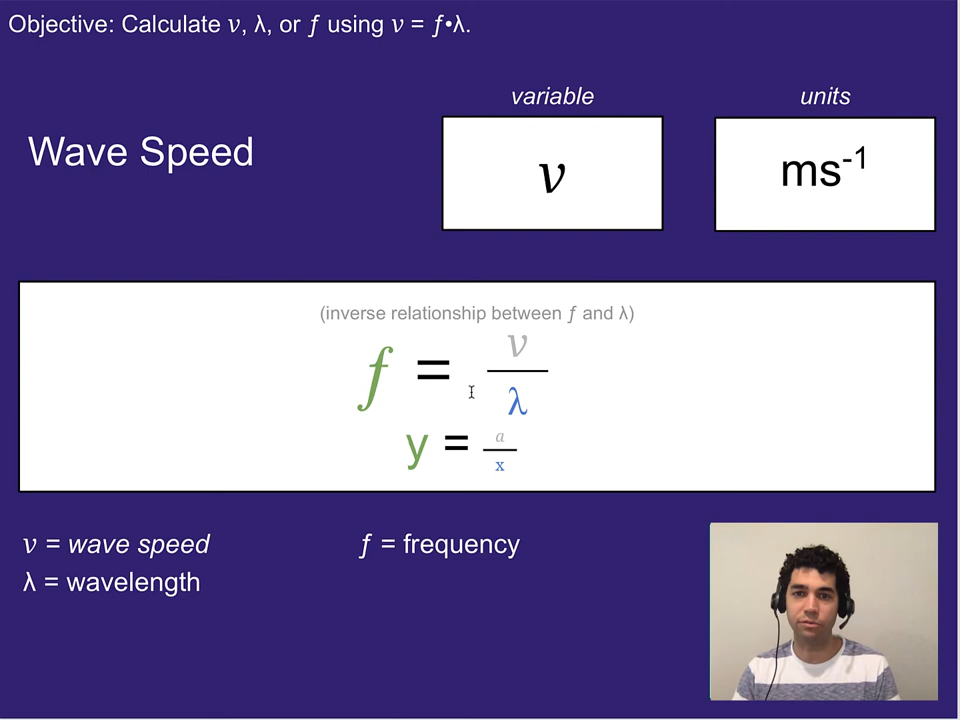 Objective: Calculate v, λ, or ƒ using v = ƒ•λ.
variable
units
Wave Speed
v
ms⁻¹
(inverse relationship between ƒ and λ)
ƒ = v / λ
y = a / x
v = wave speed
ƒ = frequency
λ = wavelength